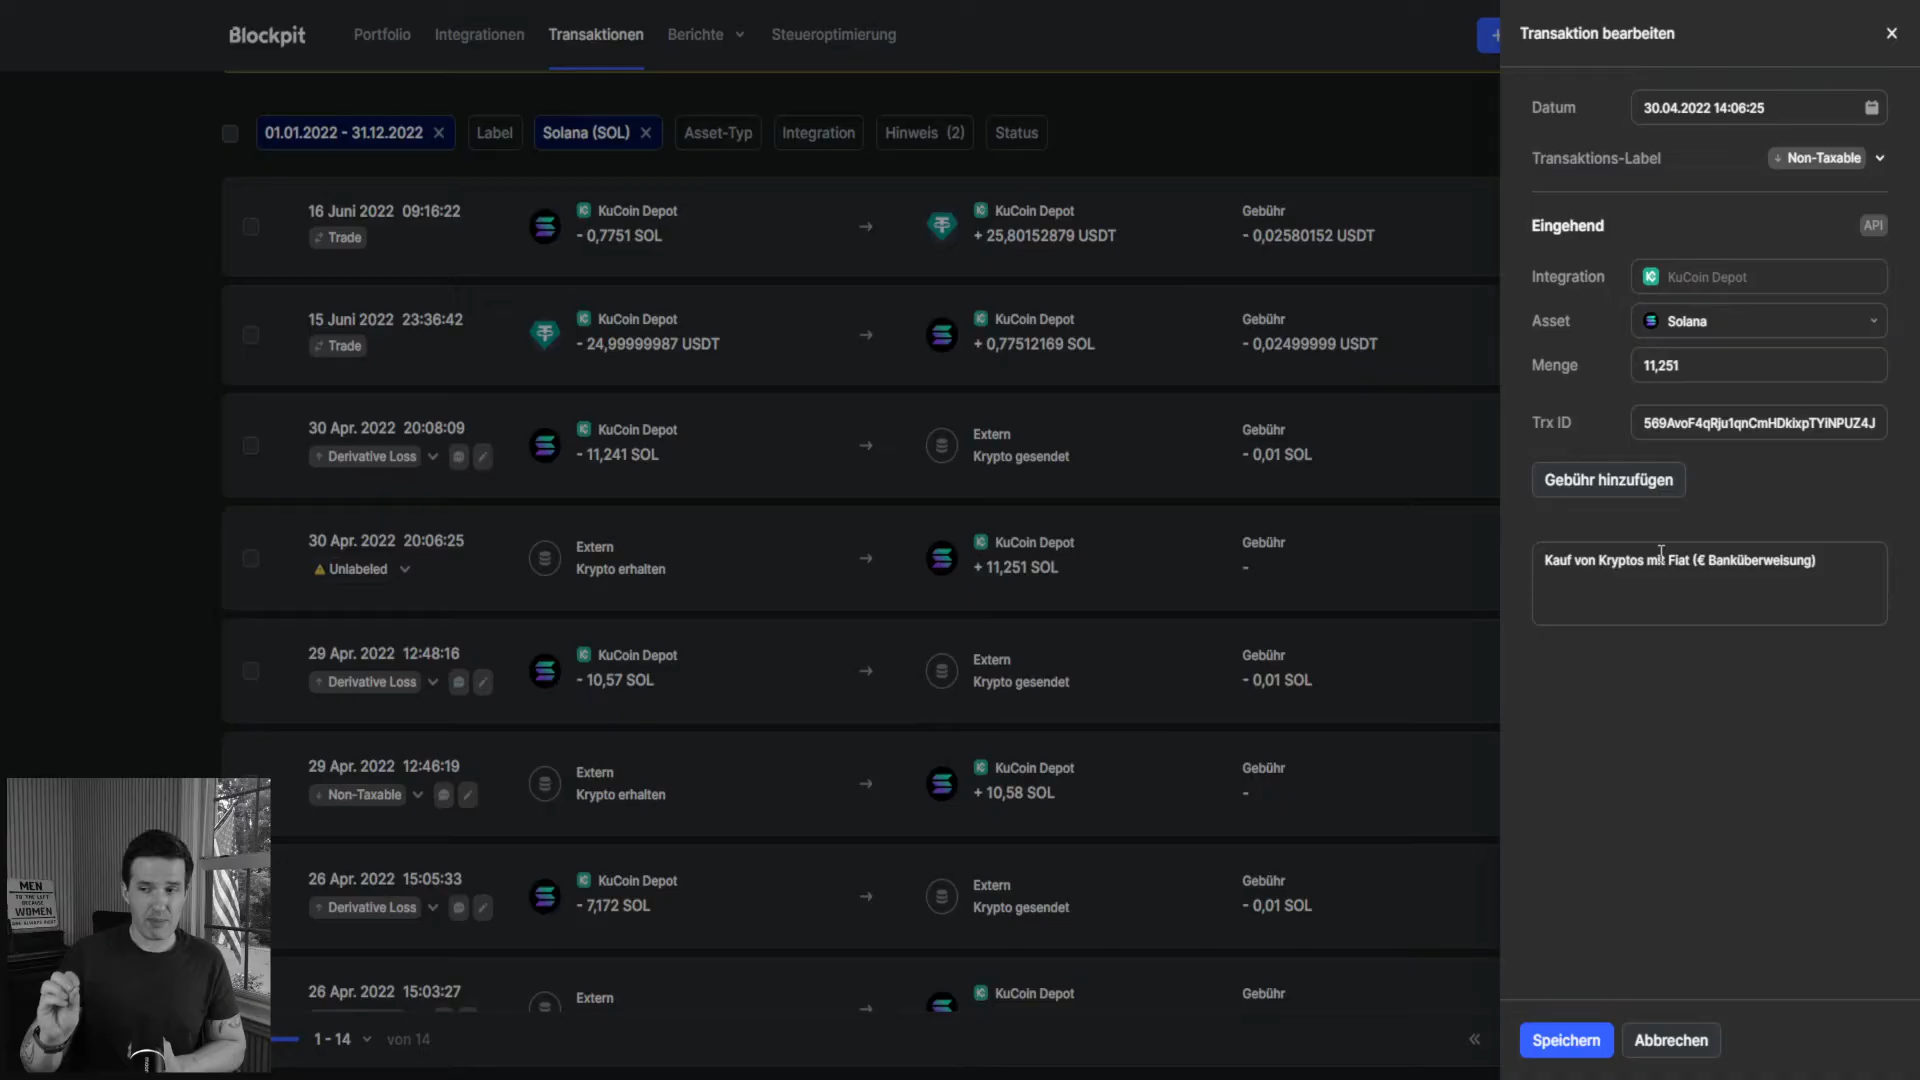 Blockpit
Portfolio
Integrationen
Transaktionen
Berichte
Steueroptimierung
01.01.2022 - 31.12.2022
Label
Solana (SOL)
Asset-Typ
Integration
Hinweis (2)
Status
16 Juni 2022 09:16:22
Trade
KuCoin Depot
- 0,7751 SOL
KuCoin Depot
+ 25,80152879 USDT
Gebühr
- 0,02580152 USDT
15 Juni 2022 23:36:42
Trade
KuCoin Depot
- 24,99999987 USDT
KuCoin Depot
+ 0,77512169 SOL
Gebühr
- 0,02499999 USDT
30 Apr. 2022 20:08:09
Derivative Loss
KuCoin Depot
- 11,241 SOL
Extern
Krypto gesendet
Gebühr
- 0,01 SOL
30 Apr. 2022 20:06:25
Unlabeled
Extern
Krypto erhalten
KuCoin Depot
+ 11,251 SOL
Gebühr
-
29 Apr. 2022 12:48:16
Derivative Loss
KuCoin Depot
- 10,57 SOL
Extern
Krypto gesendet
Gebühr
- 0,01 SOL
29 Apr. 2022 12:46:19
Non-Taxable
Extern
Krypto erhalten
KuCoin Depot
+ 10,58 SOL
Gebühr
-
26 Apr. 2022 15:05:33
Derivative Loss
KuCoin Depot
- 7,172 SOL
Extern
Krypto gesendet
Gebühr
- 0,01 SOL
26 Apr. 2022 15:03:27
Extern
KuCoin Depot
Gebühr
1 - 14
von 14
Transaktion bearbeiten
Datum
30.04.2022 14:06:25
Transaktions-Label
Non-Taxable
Eingehend
API
Integration
KuCoin Depot
Asset
Solana
Menge
11,251
Trx ID
569AvoF4qRju1qnCmHDkixpTYiNPUZ4J
Gebühr hinzufügen
Kauf von Kryptos mit Fiat (€ Banküberweisung)
Speichern
Abbrechen
MEN
TO THE LEFT
BECAUSE
WOMEN
ARE ALWAYS RIGHT